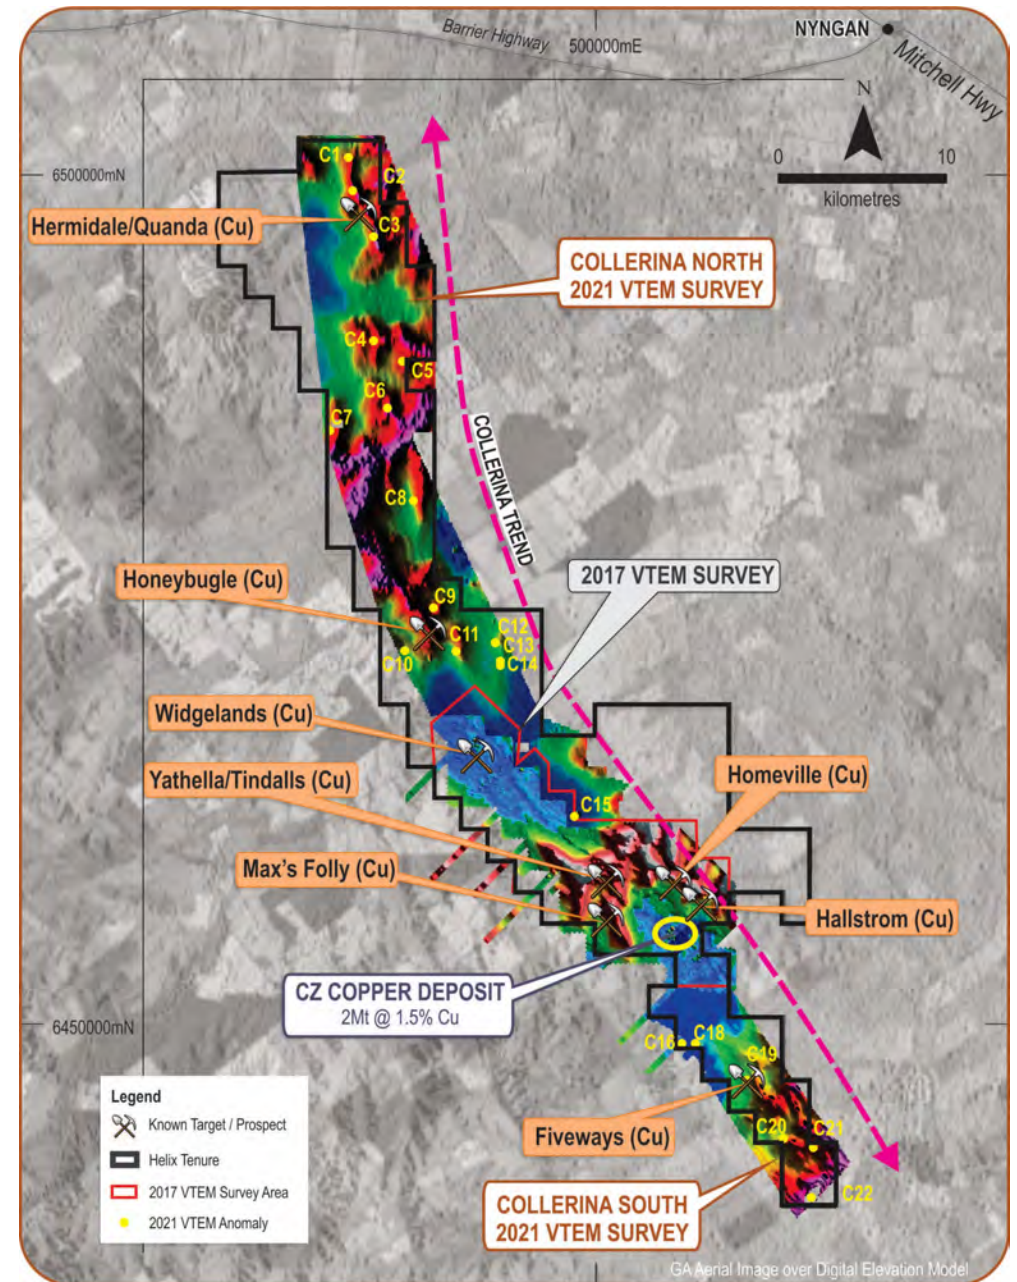 Barrier Highway
500000mE
NYNGAN
Mitchell Hwy
N
0 10
kilometres
6500000mN
C1
C2
Hermidale/Quanda (Cu)
C3
COLLERINA NORTH
2021 VTEM SURVEY
C4
C5
C6
C7
COLLERINA TREND
C8
Honeybugle (Cu)
2017 VTEM SURVEY
C9
C10
C11
C12
C13
C14
Widgelands (Cu)
Yathella/Tindalls (Cu)
Homeville (Cu)
C15
Max's Folly (Cu)
Hallstrom (Cu)
CZ COPPER DEPOSIT
2Mt @ 1.5% Cu
6450000mN
C16
C18
C19
Fiveways (Cu)
C20
C21
C22
COLLERINA SOUTH
2021 VTEM SURVEY
Legend
Known Target / Prospect
Helix Tenure
2017 VTEM Survey Area
2021 VTEM Anomaly
GA Aerial Image over Digital Elevation Model